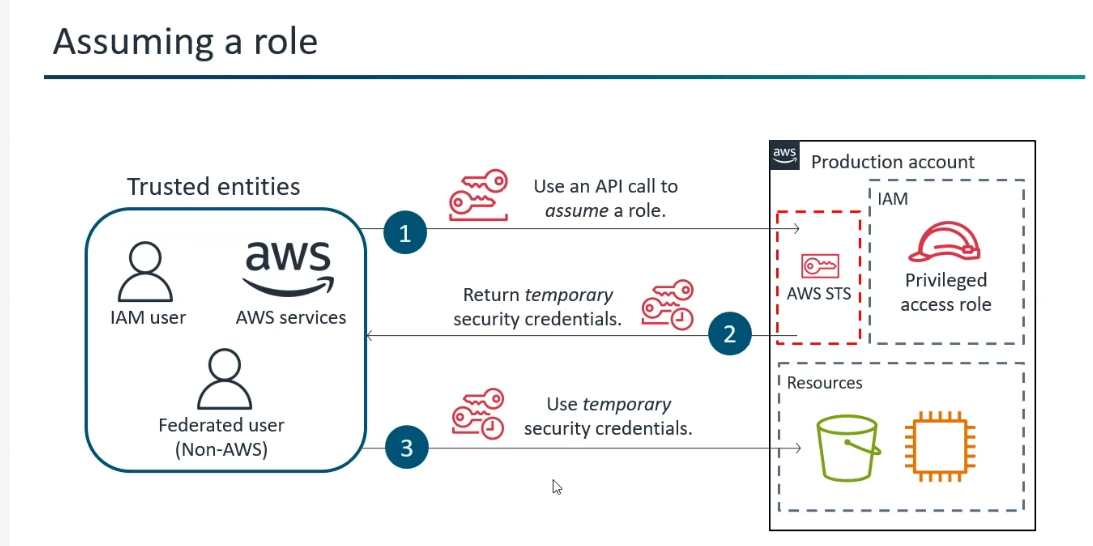 Assuming a role
Trusted entities
aws
IAM user
AWS services
Federated user
(Non-AWS)
1
Use an API call to
assume a role.
Return temporary
security credentials.
2
3
Use temporary
security credentials.
aws
Production account
IAM
AWS STS
Privileged
access role
Resources